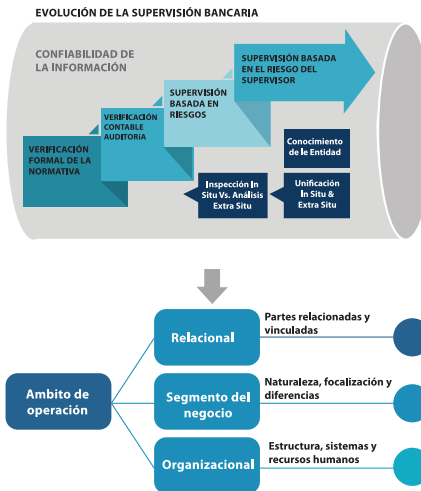 EVOLUCIÓN DE LA SUPERVISIÓN BANCARIA
CONFIABILIDAD DE
LA INFORMACIÓN
SUPERVISIÓN BASADA
EN EL RIESGO DEL
SUPERVISOR
SUPERVISIÓN
BASADA EN
RIESGOS
VERIFICACIÓN
CONTABLE
AUDITORíA
VERIFICACIÓN
FORMAL DE LA
NORMATIVA
Conocimiento
de le Entidad
Inspección In
Situ Vs. Análisis
Extra Situ
Unificación
In Situ &
Extra Situ
Relacional
Partes relacionadas y
vinculadas
Ambito de
operación
Segmento del
negocio
Naturaleza, focalización y
diferencias
Organizacional
Estructura, sistemas y
recursos humanos